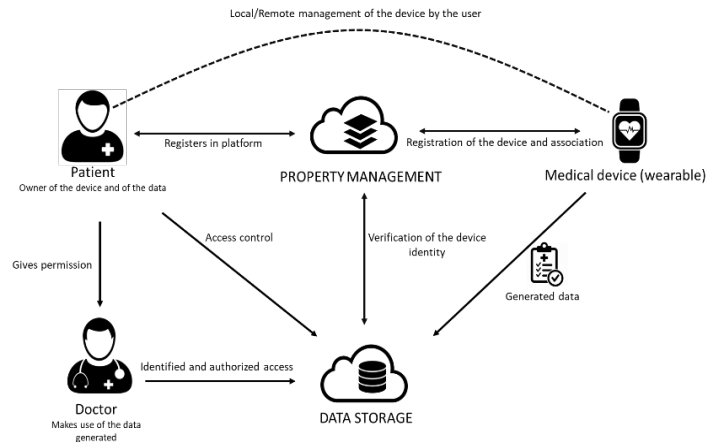 Local/Remote management of the device by the user
Registers in platform
Registration of the device and association
Patient
Owner of the device and of the data
PROPERTY MANAGEMENT
Medical device (wearable)
Access control
Verification of the device
identity
Gives permission
Generated data
Identified and authorized access
Doctor
Makes use of the data
generated
DATA STORAGE